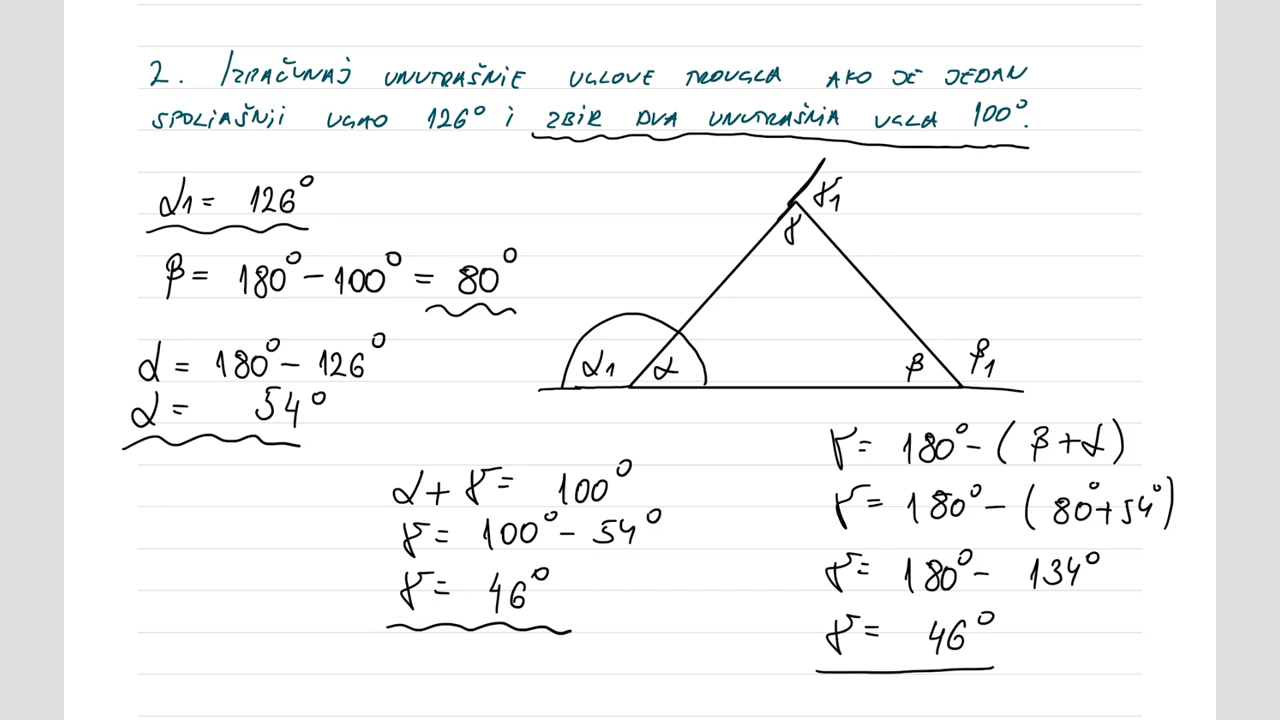 2. IZRAČUNAJ UNUTRAŠNJE UGLOVE TROUGLA AKO JE JEDAN
SPOLJAŠNJI UGAO 126° i ZBIR DVA UNUTRAŠNJA UGLA 100°.
α1 = 126°
β = 180° - 100° = 80°
α = 180° - 126°
α = 54°
γ1
γ
α1 α β β1
α + γ = 100°
γ = 100° - 54°
γ = 46°
γ = 180° - (β + α)
γ = 180° - (80° + 54°)
γ = 180° - 134°
γ = 46°